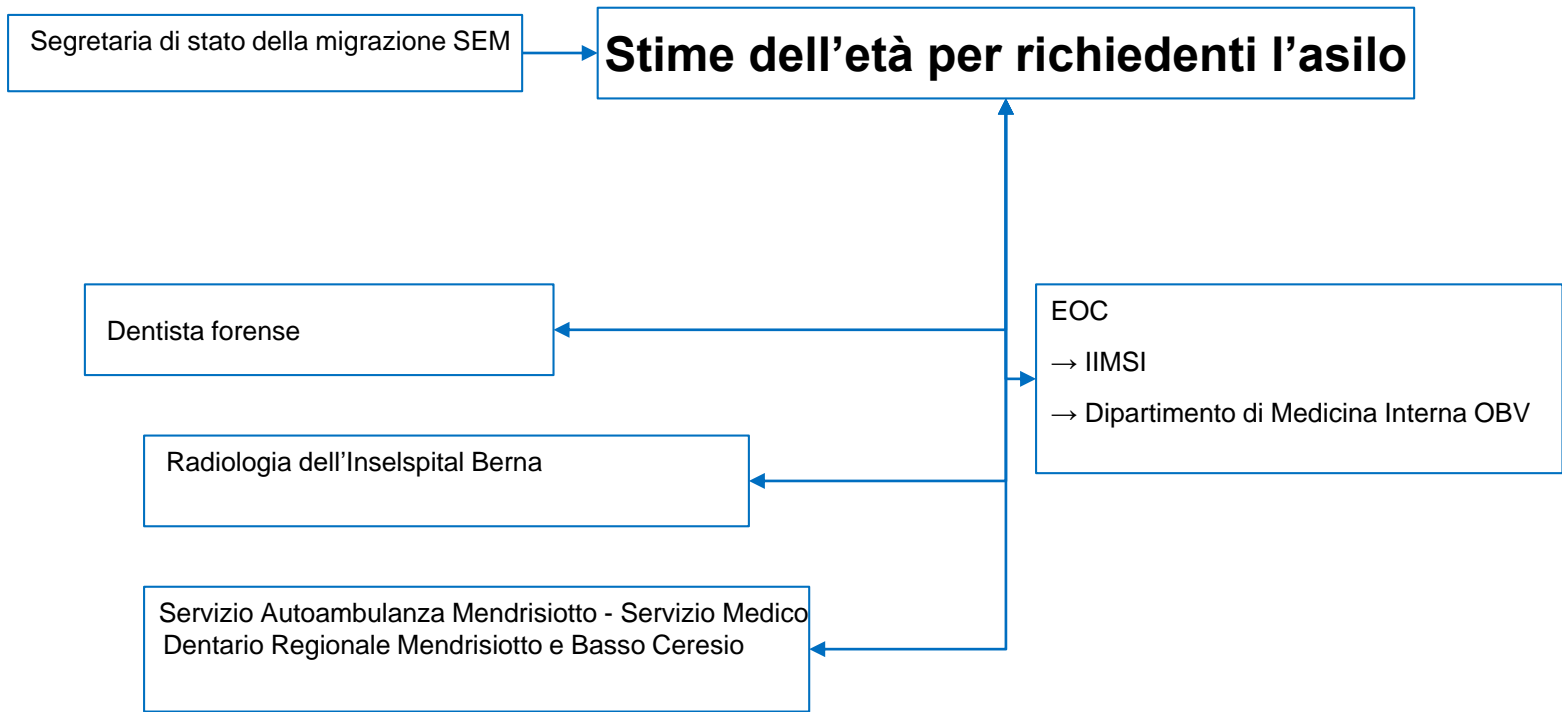 Segretaria di stato della migrazione SEM
Stime dell'età per richiedenti l'asilo
Dentista forense
EOC
→ IIMSI
→ Dipartimento di Medicina Interna OBV
Radiologia dell'Inselspital Berna
Servizio Autoambulanza Mendrisiotto - Servizio Medico
Dentario Regionale Mendrisiotto e Basso Ceresio